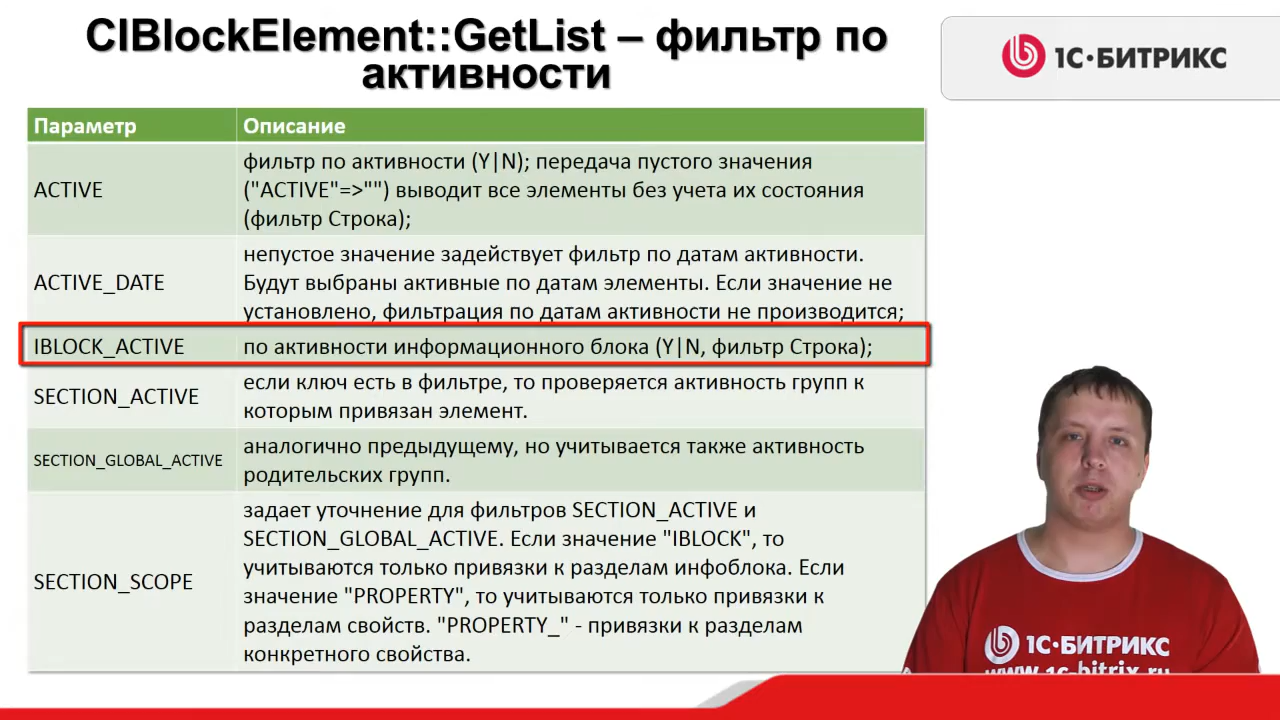 CIBlockElement::GetList – фильтр по
активности
1С·БИТРИКС
Параметр
Описание
ACTIVE
фильтр по активности (Y|N); передача пустого значения
("ACTIVE"=>"") выводит все элементы без учета их состояния
(фильтр Строка);
ACTIVE_DATE
непустое значение задействует фильтр по датам активности.
Будут выбраны активные по датам элементы. Если значение не
установлено, фильтрация по датам активности не производится;
IBLOCK_ACTIVE
по активности информационного блока (Y|N, фильтр Строка);
SECTION_ACTIVE
если ключ есть в фильтре, то проверяется активность групп к
которым привязан элемент.
SECTION_GLOBAL_ACTIVE
аналогично предыдущему, но учитывается также активность
родительских групп.
SECTION_SCOPE
задает уточнение для фильтров SECTION_ACTIVE и
SECTION_GLOBAL_ACTIVE. Если значение "IBLOCK", то
учитываются только привязки к разделам инфоблока. Если
значение "PROPERTY", то учитываются только привязки к
разделам свойств. "PROPERTY_" - привязки к разделам
конкретного свойства.
1С·БИТРИКС
www.1c-bitrix.ru